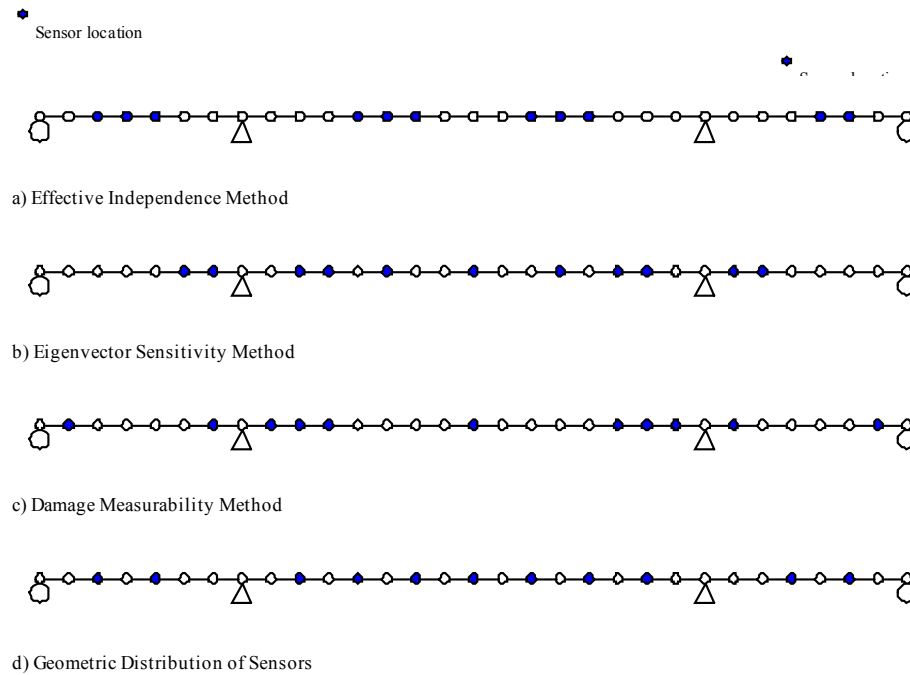 Sensor location
a) Effective Independence Method
b) Eigenvector Sensitivity Method
c) Damage Measurability Method
d) Geometric Distribution of Sensors